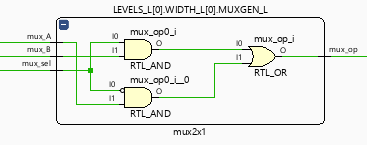 LEVELS_L[0].WIDTH_L[0].MUXGEN_L
mux_op0_i
mux_A
I0
O
mux_op_i
mux_B
I1
I0
O
mux_op
mux_sel
RTL_AND
I1
mux_op0_i__0
RTL_OR
I0
O
I1
RTL_AND
mux2x1